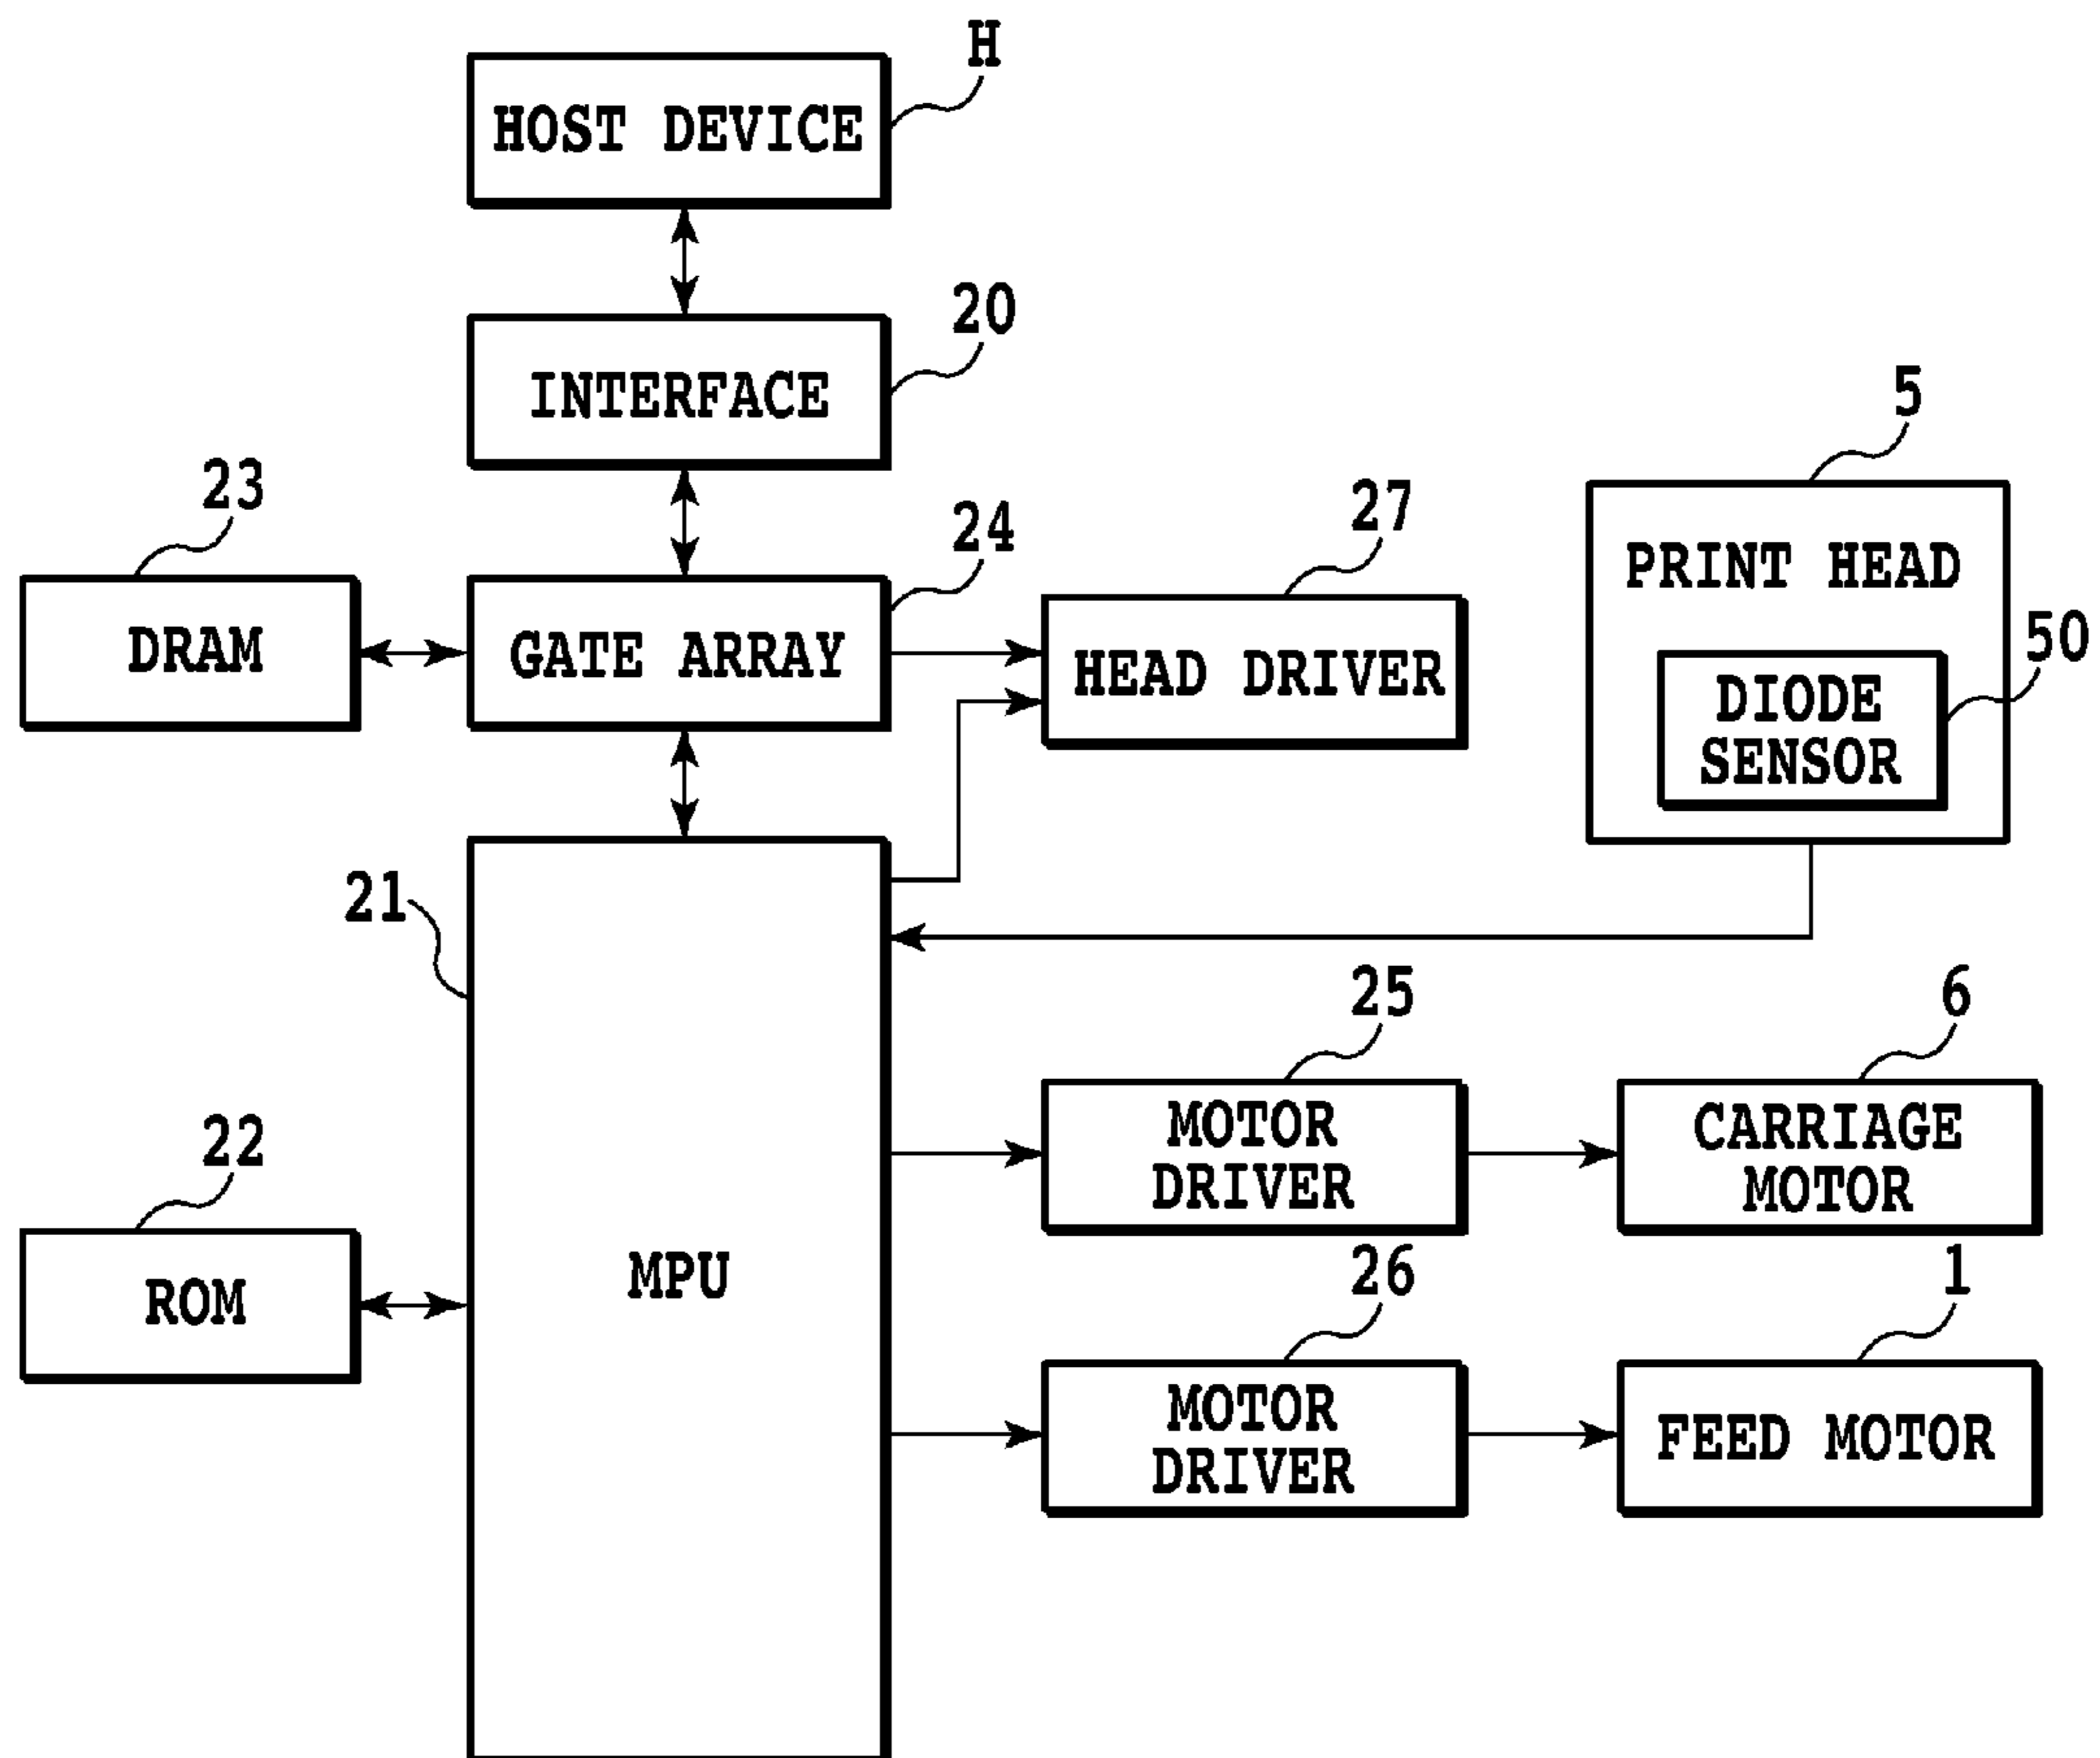 H
HOST DEVICE
20
INTERFACE
5
23
24
27
PRINT HEAD
50
DRAM
GATE ARRAY
HEAD DRIVER
DIODE
SENSOR
21
25
6
MOTOR
DRIVER
CARRIAGE
MOTOR
22
ROM
MPU
26
1
MOTOR
DRIVER
FEED MOTOR